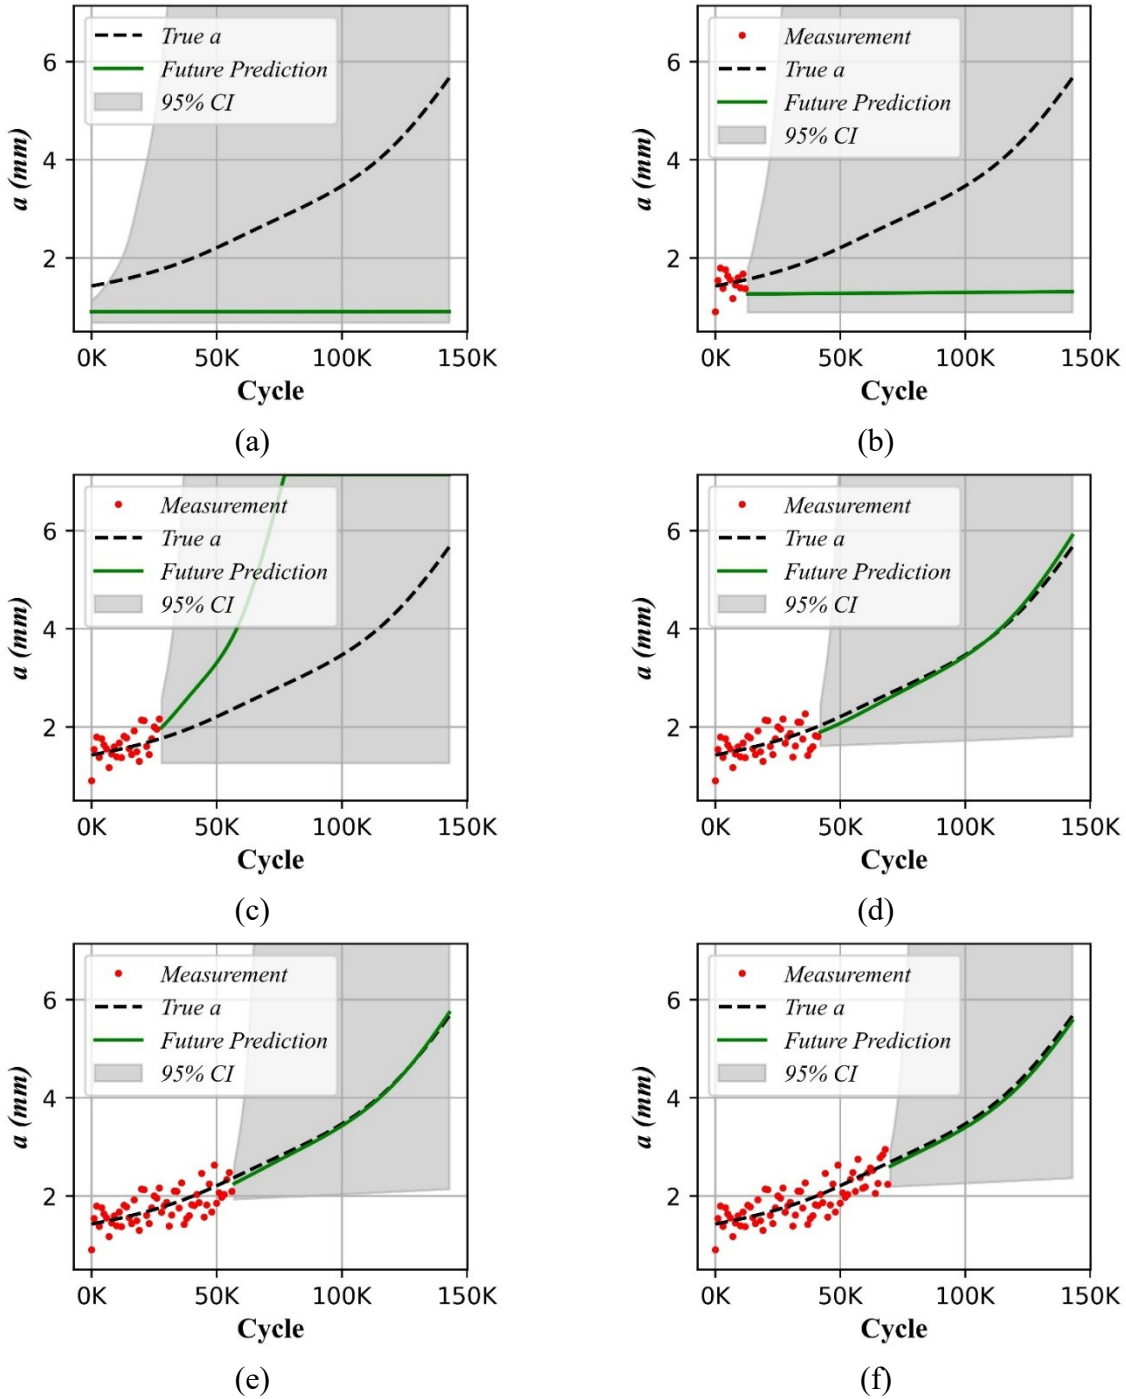 True a
Future Prediction
95% CI
6
4
2
a (mm)
0K 50K 100K 150K
Cycle
(a)
Measurement
True a
Future Prediction
95% CI
6
4
2
a (mm)
0K 50K 100K 150K
Cycle
(b)
Measurement
True a
Future Prediction
95% CI
6
4
2
a (mm)
0K 50K 100K 150K
Cycle
(c)
Measurement
True a
Future Prediction
95% CI
6
4
2
a (mm)
0K 50K 100K 150K
Cycle
(d)
Measurement
True a
Future Prediction
95% CI
6
4
2
a (mm)
0K 50K 100K 150K
Cycle
(e)
Measurement
True a
Future Prediction
95% CI
6
4
2
a (mm)
0K 50K 100K 150K
Cycle
(f)